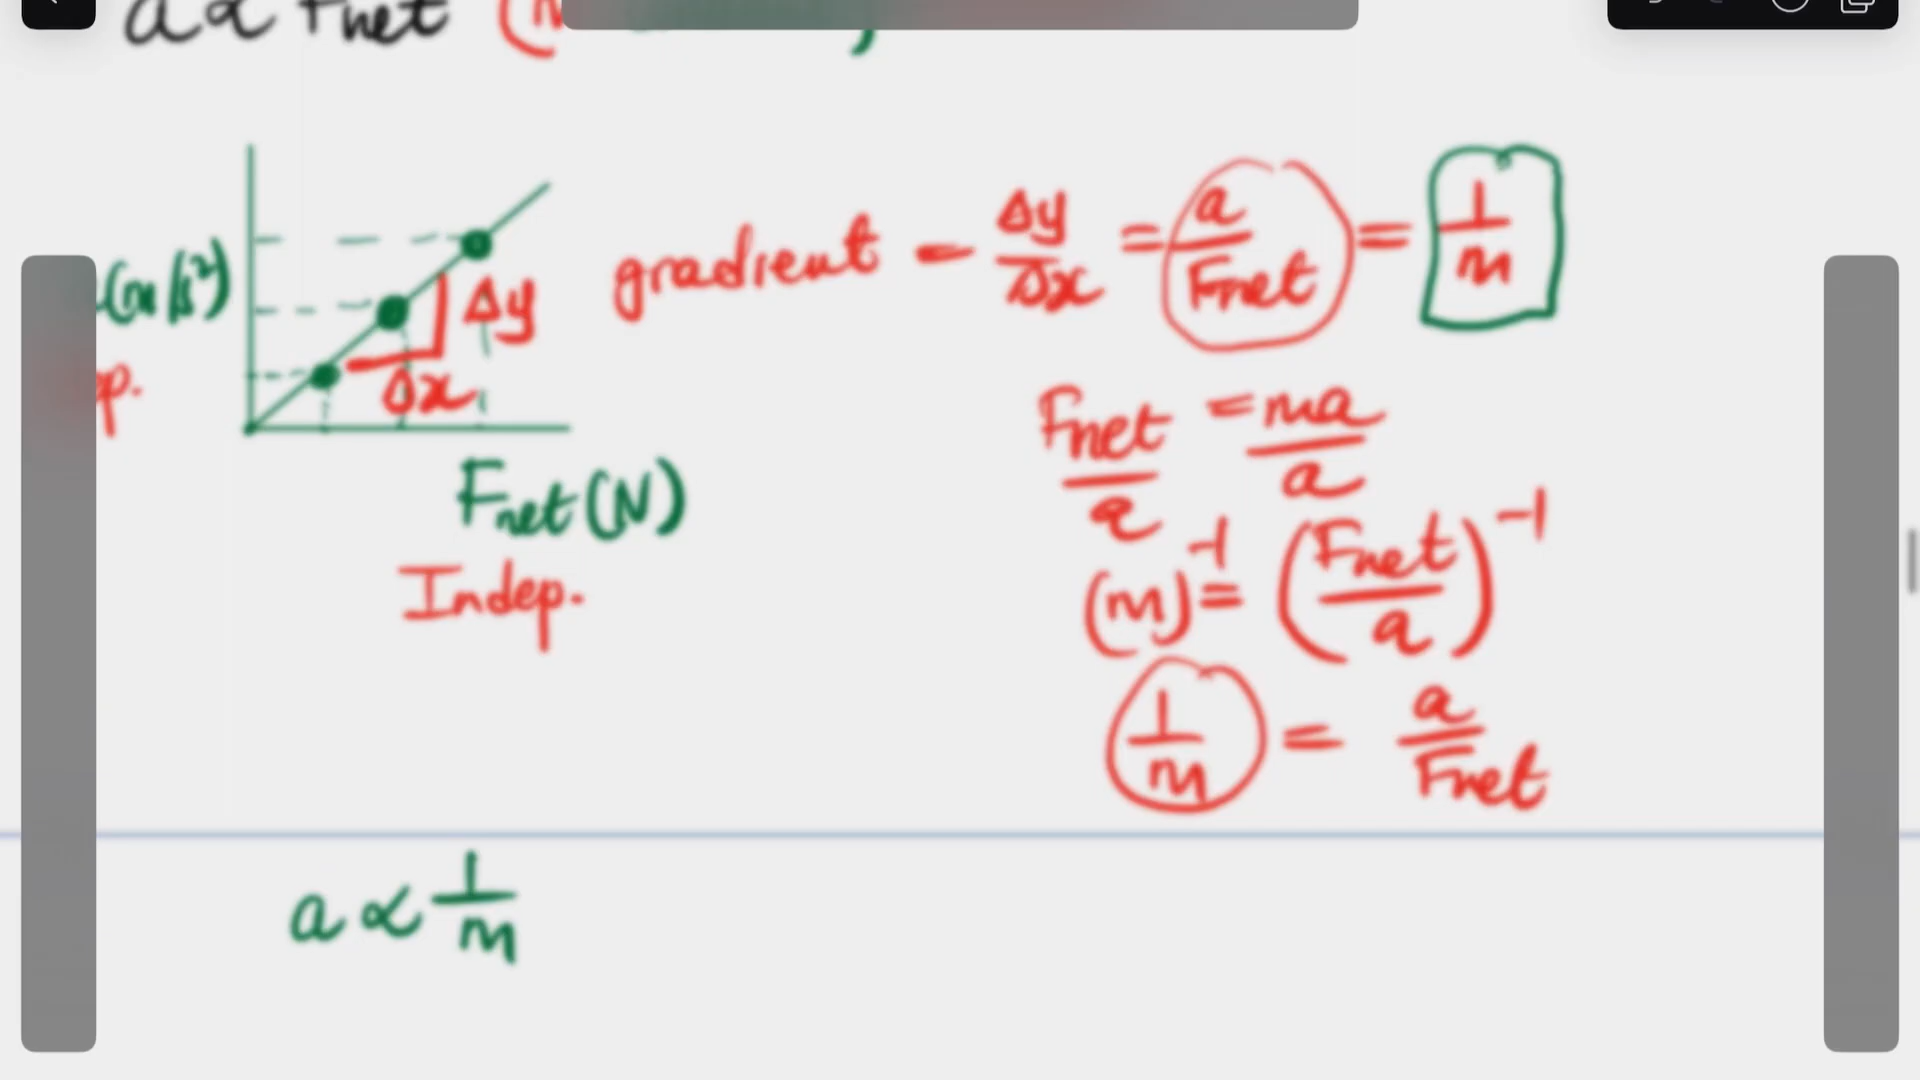 a ∝ Fnet
(m/s²)
ep.
Δy
Δx
Fnet (N)
Indep.
gradient = Δy/Δx = a/Fnet = 1/m
Fnet/a = ma/a
(m)⁻¹ = (Fnet/a)⁻¹
1/m = a/Fnet
a ∝ 1/m